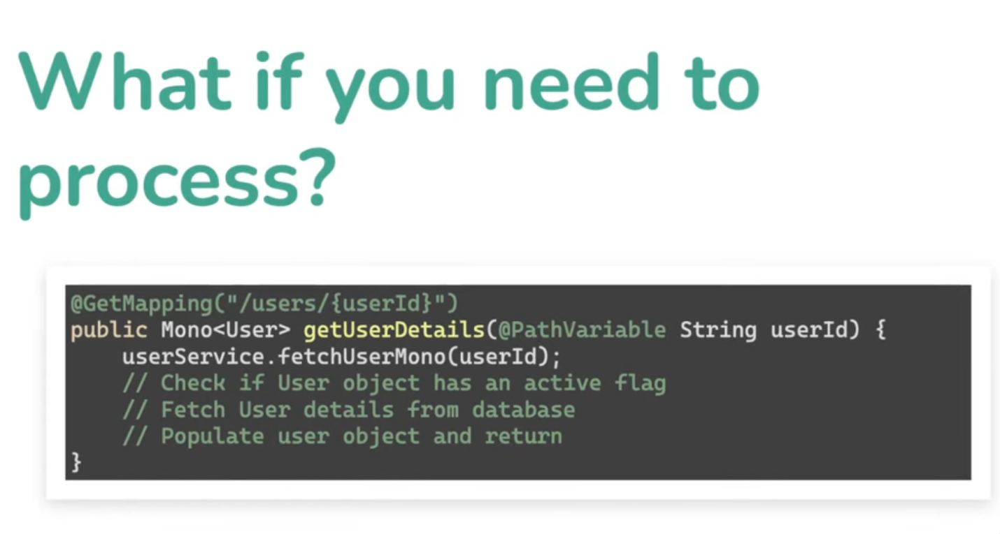 What if you need to
process?
@GetMapping("/users/{userId}")
public Mono<User> getUserDetails(@PathVariable String userId) {
    userService.fetchUserMono(userId);
    // Check if User object has an active flag
    // Fetch User details from database
    // Populate user object and return
}